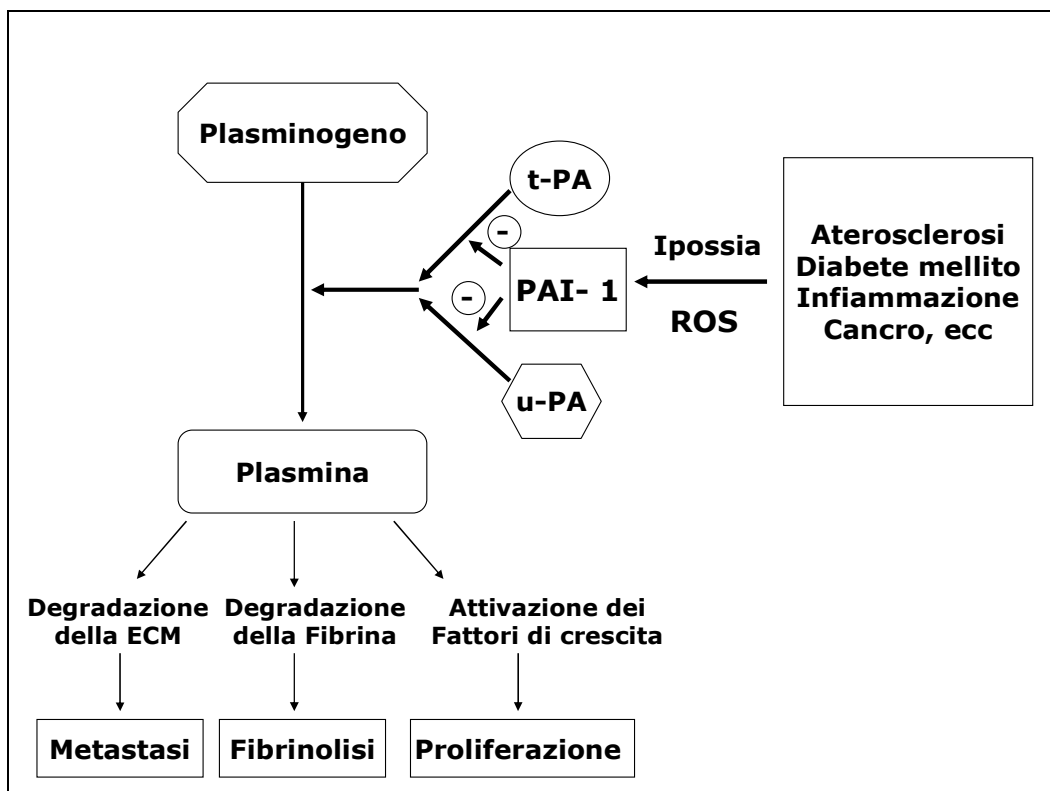 Plasminogeno
t-PA
-
PAI- 1
-
u-PA
Ipossia
ROS
Aterosclerosi
Diabete mellito
Infiammazione
Cancro, ecc
Plasmina
Degradazione
della ECM
Degradazione
della Fibrina
Attivazione dei
Fattori di crescita
Metastasi
Fibrinolisi
Proliferazione